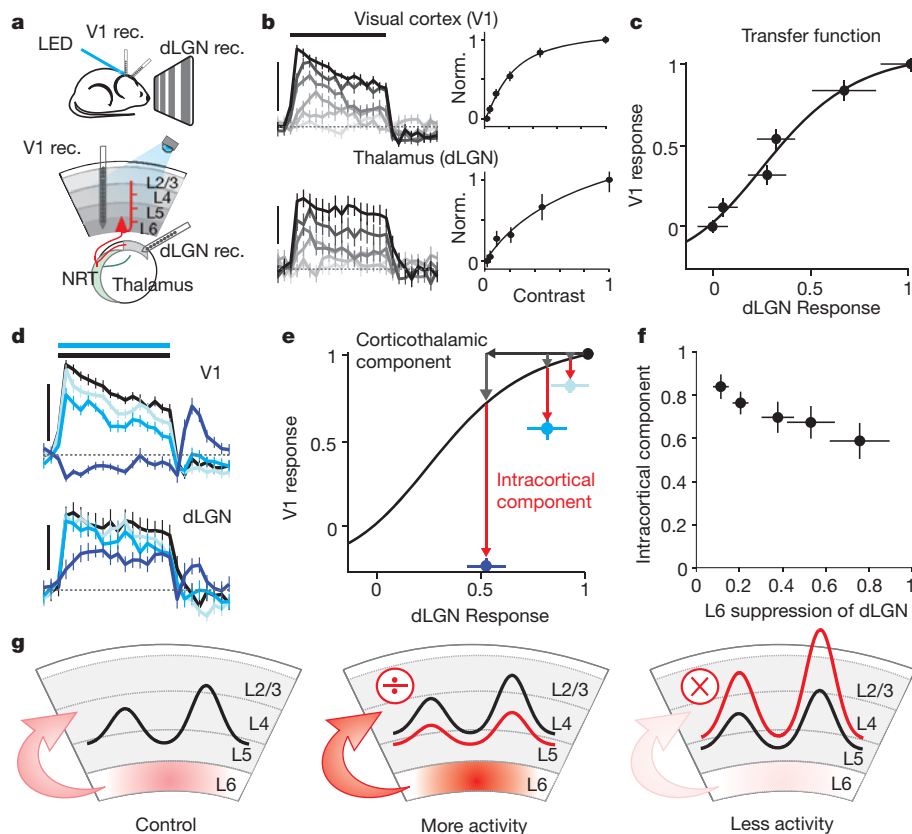 a
V1 rec.
LED
dLGN rec.
V1 rec.
L2/3
L4
L5
L6
dLGN rec.
NRT
Thalamus
b
Visual cortex (V1)
Norm.
1
0
Thalamus (dLGN)
Norm.
1
0
0
1
Contrast
c
Transfer function
V1 response
1
0.5
0
0
0.5
1
dLGN Response
d
V1
dLGN
e
Corticothalamic
component
Intracortical
component
V1 response
1
0.5
0
0
0.5
1
dLGN Response
f
Intracortical component
1
0.8
0.6
0.4
0.2
0
0
0.2
0.4
0.6
0.8
1
L6 suppression of dLGN
g
L2/3
L4
L5
L6
Control
÷
L2/3
L4
L5
L6
More activity
×
L2/3
L4
L5
L6
Less activity